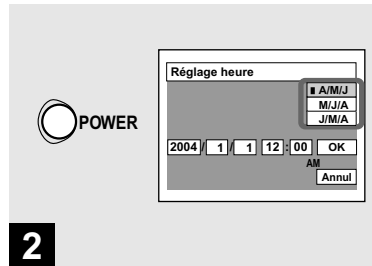 Réglage heure
A/M/J
M/J/A
J/M/A
POWER
2004 / 1 / 1 12 : 00 OK
AM
Annul
2